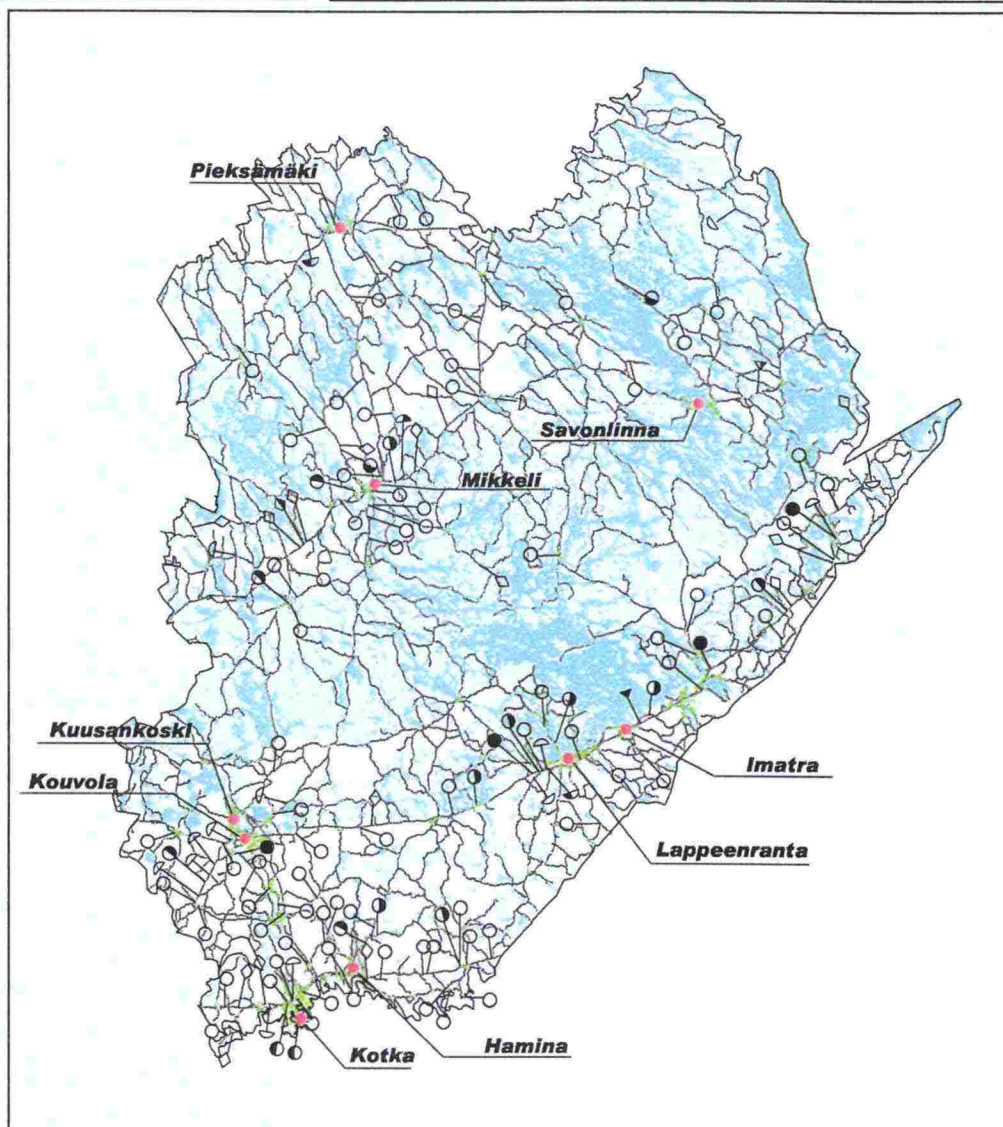 Pieksämäki
Savonlinna
Mikkeli
Kuusankoski
Kouvola
Imatra
Lappeenranta
Hamina
Kotka